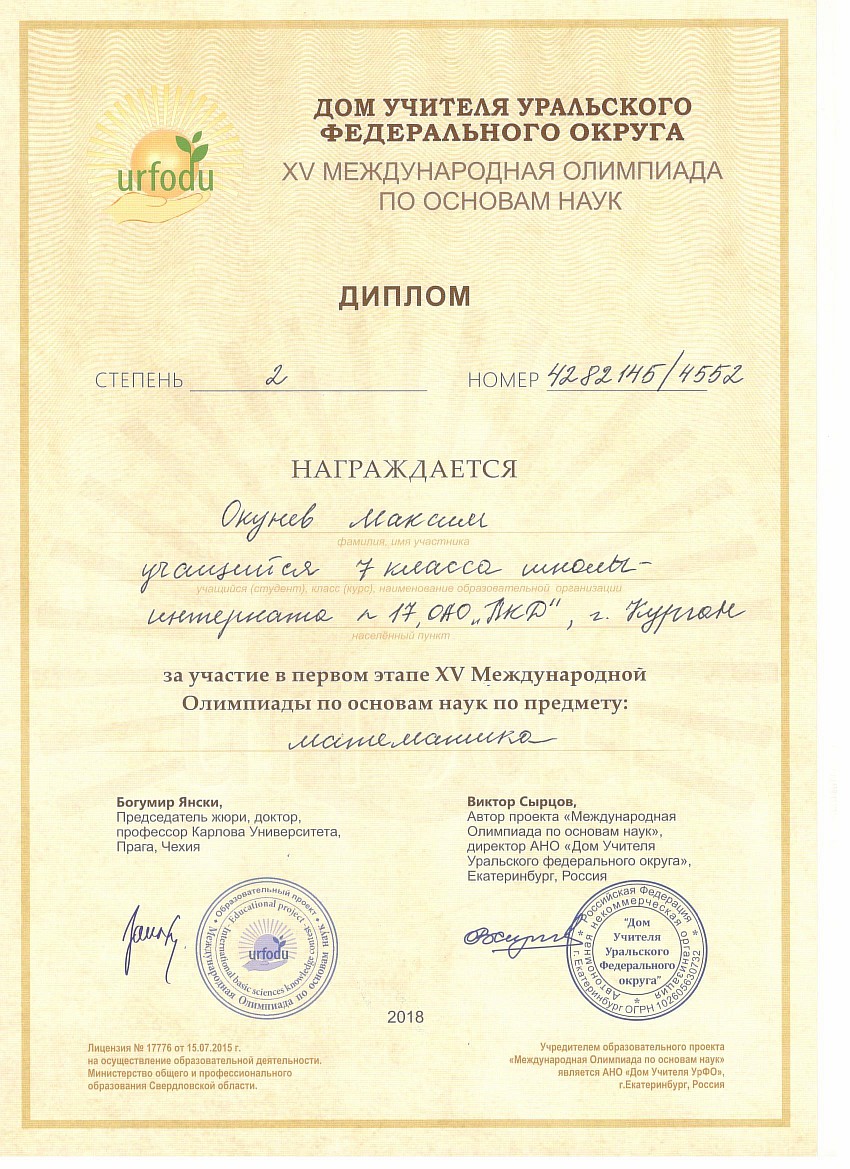 urfodu
ДОМ УЧИТЕЛЯ УРАЛЬСКОГО
ФЕДЕРАЛЬНОГО ОКРУГА
XV МЕЖДУНАРОДНАЯ ОЛИМПИАДА
ПО ОСНОВАМ НАУК
ДИПЛОМ
СТЕПЕНЬ 2 НОМЕР 4282145/4552
НАГРАЖДАЕТСЯ
Окунев Максим
фамилия, имя участника
учащийся 7 класса школы-
учащийся (студент), класс (курс), наименование образовательной организации
интерната n 17, ОАО „РЖД", г. Курган
населённый пункт
за участие в первом этапе XV Международной
Олимпиады по основам наук по предмету:
математика
Богумир Янски,
Председатель жюри, доктор,
профессор Карлова Университета,
Прага, Чехия
Виктор Сырцов,
Автор проекта «Международная
Олимпиада по основам наук»,
директор АНО «Дом Учителя
Уральского федерального округа»,
Екатеринбург, Россия
Образовательный проект • Международная Олимпиада по основам наук •
Educational project - International basic sciences knowledge contest
urfodu
Российская Федерация * г.Екатеринбург ОГРН 102605630732 *
Автономная некоммерческая организация *
"Дом
Учителя
Уральского
Федерального
округа"
2018
Лицензия № 17776 от 15.07.2015 г.
на осуществление образовательной деятельности.
Министерство общего и профессионального
образования Свердловской области.
Учредителем образовательного проекта
«Международная Олимпиада по основам наук»
является АНО «Дом Учителя УрФО»,
г.Екатеринбург, Россия